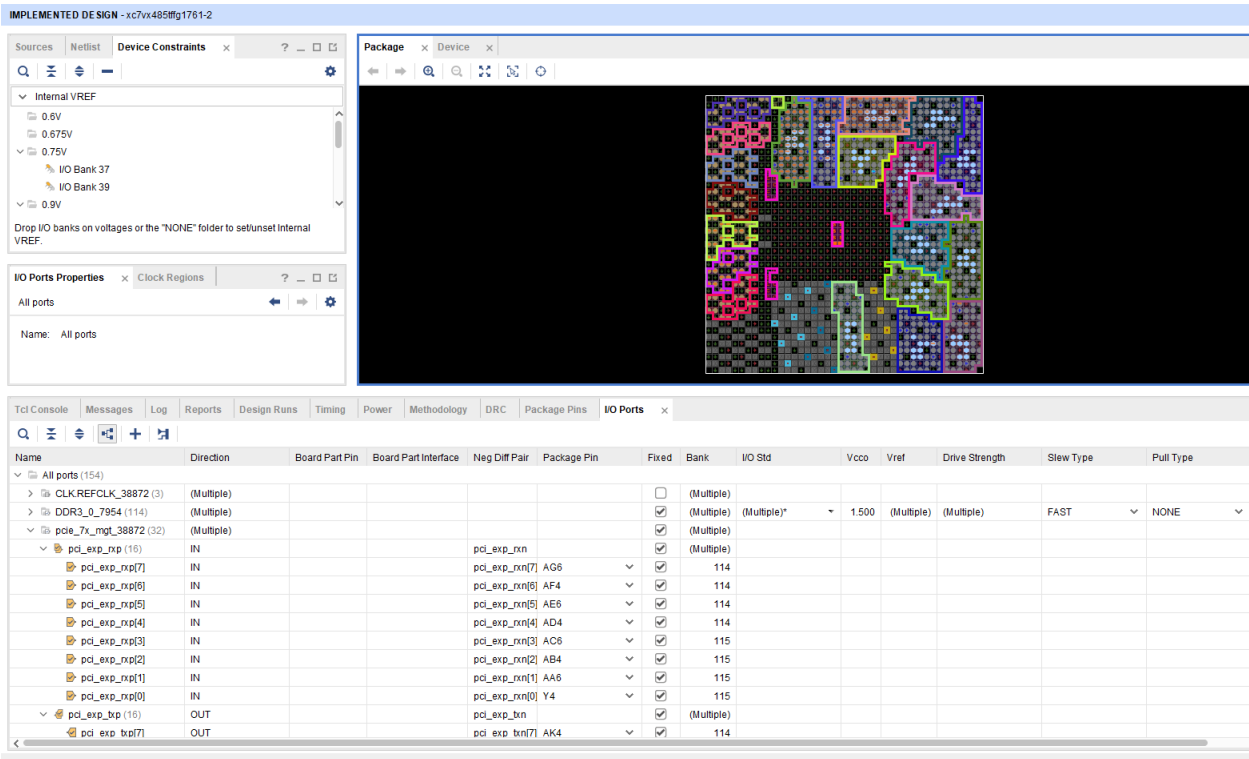 IMPLEMENTED DESIGN - xc7vx485tffg1761-2
Sources Netlist Device Constraints × ? _
Internal VREF
0.6V
0.675V
0.75V
I/O Bank 37
I/O Bank 39
0.9V
Drop I/O banks on voltages or the "NONE" folder to set/unset Internal
VREF.
I/O Ports Properties × Clock Regions ? _
All ports
Name: All ports
Package × Device ×
Tcl Console Messages Log Reports Design Runs Timing Power Methodology DRC Package Pins I/O Ports ×
Name Direction Board Part Pin Board Part Interface Neg Diff Pair Package Pin Fixed Bank I/O Std Vcco Vref Drive Strength Slew Type Pull Type
All ports (154)
CLK.REFCLK_38872 (3) (Multiple) (Multiple)
DDR3_0_7954 (114) (Multiple) (Multiple) (Multiple)* 1.500 (Multiple) (Multiple) FAST NONE
pcie_7x_mgt_38872 (32) (Multiple) (Multiple)
pci_exp_rxp (16) IN pci_exp_rxn (Multiple)
pci_exp_rxp[7] IN pci_exp_rxn[7] AG6 114
pci_exp_rxp[6] IN pci_exp_rxn[6] AF4 114
pci_exp_rxp[5] IN pci_exp_rxn[5] AE6 114
pci_exp_rxp[4] IN pci_exp_rxn[4] AD4 114
pci_exp_rxp[3] IN pci_exp_rxn[3] AC6 115
pci_exp_rxp[2] IN pci_exp_rxn[2] AB4 115
pci_exp_rxp[1] IN pci_exp_rxn[1] AA6 115
pci_exp_rxp[0] IN pci_exp_rxn[0] Y4 115
pci_exp_txp (16) OUT pci_exp_txn (Multiple)
pci_exp_txp[7] OUT pci_exp_txn[7] AK4 114